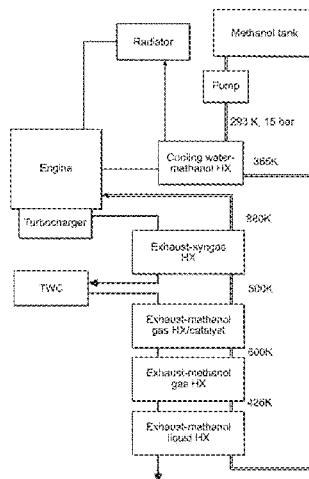 Methanol tank
Radiator
Pump
293 K, 15 bar
Engine
Cooling water-
methanol HX
365K
Turbocharger
880K
Exhaust-syngas
HX
TWC
500K
Exhaust-methanol
gas HX/catalyst
600K
Exhaust-methanol
gas HX
426K
Exhaust-methanol
liquid HX